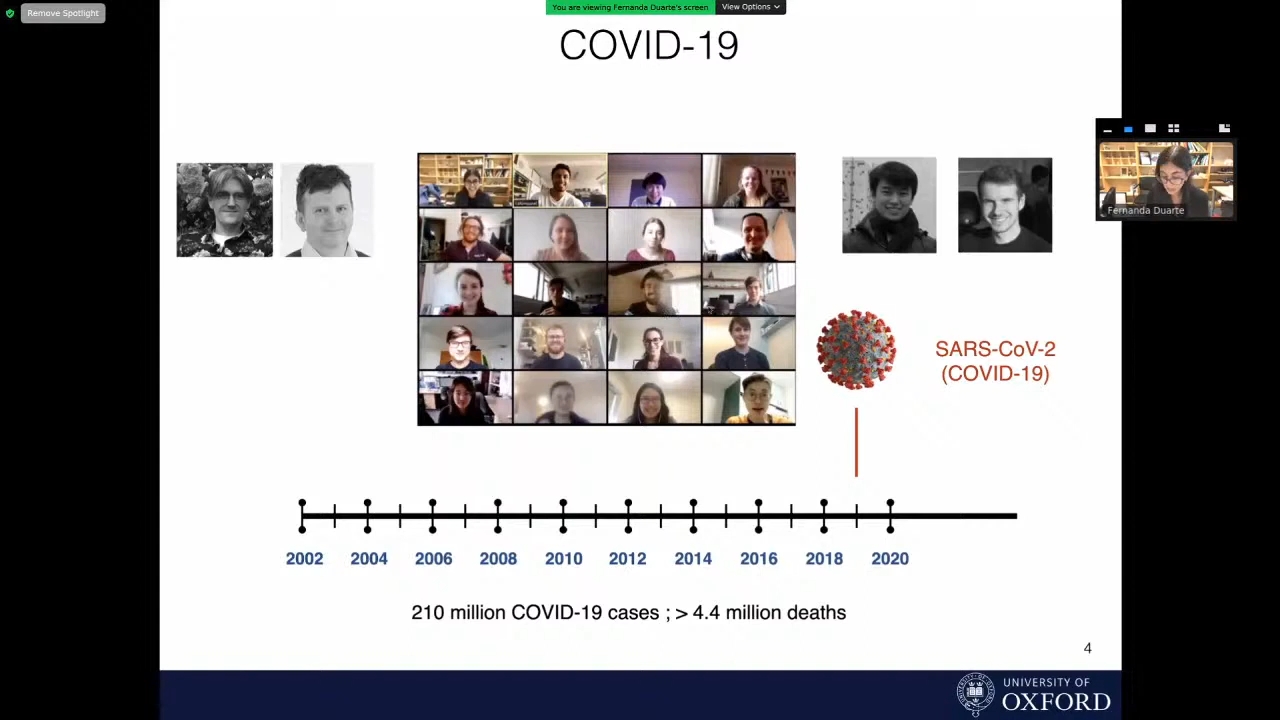 Remove Spotlight
You are viewing Fernanda Duarte's screen
View Options
COVID-19
Fernanda Duarte
SARS-CoV-2
(COVID-19)
2002 2004 2006 2008 2010 2012 2014 2016 2018 2020
210 million COVID-19 cases ; > 4.4 million deaths
4
UNIVERSITY OF
OXFORD